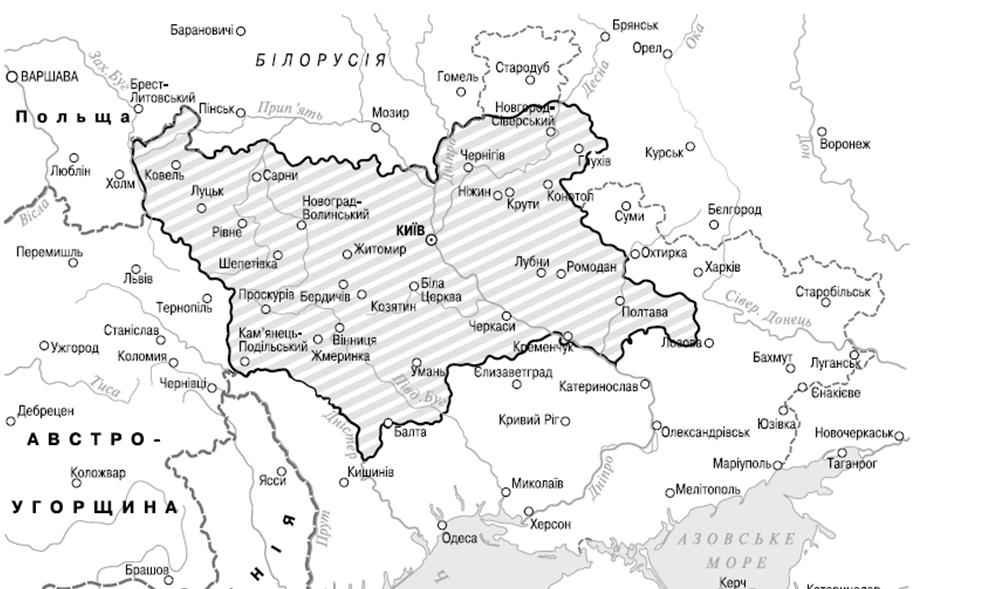 Барановичі
Брянськ
Орел
Ока
БІЛОРУСІЯ
ВАРШАВА
Зах. Буг
Брест-
Литовський
Гомель
Стародуб
Десна
Польща
Пінськ
Прип’ять
Мозир
Новгород-
Сіверський
Дніпро
Дон
Воронеж
Люблін
Холм
Ковель
Сарни
Чернігів
Глухів
Курськ
Вісла
Луцьк
Новоград-
Волинський
Ніжин
Крути
Конотоп
Суми
Бєлгород
Рівне
КИЇВ
Перемишль
Львів
Шепетівка
Житомир
Лубни
Ромодан
Охтирка
Харків
Тернопіль
Проскурів
Бердичів
Козятин
Біла
Церква
Полтава
Старобільськ
Сівер. Донець
Станіслав
Кам’янець-
Подільський
Вінниця
Жмеринка
Черкаси
Кременчук
Лозова
Ужгород
Коломия
Чернівці
Умань
Єлизаветград
Катеринослав
Бахмут
Луганськ
Тиса
Півд. Буг
Єнакієве
Дебрецен
Дністер
Балта
Кривий Ріг
Олександрівськ
Юзівка
Новочеркаськ
АВСТРО-
УГОРЩИНА
Коложвар
Ясси
Кишинів
Дніпро
Маріуполь
Таганрог
Миколаїв
Мелітополь
Прут
Херсон
Одеса
АЗОВСЬКЕ
МОРЕ
НІЯ
Брашов
Ч
Керч
Катеринодар